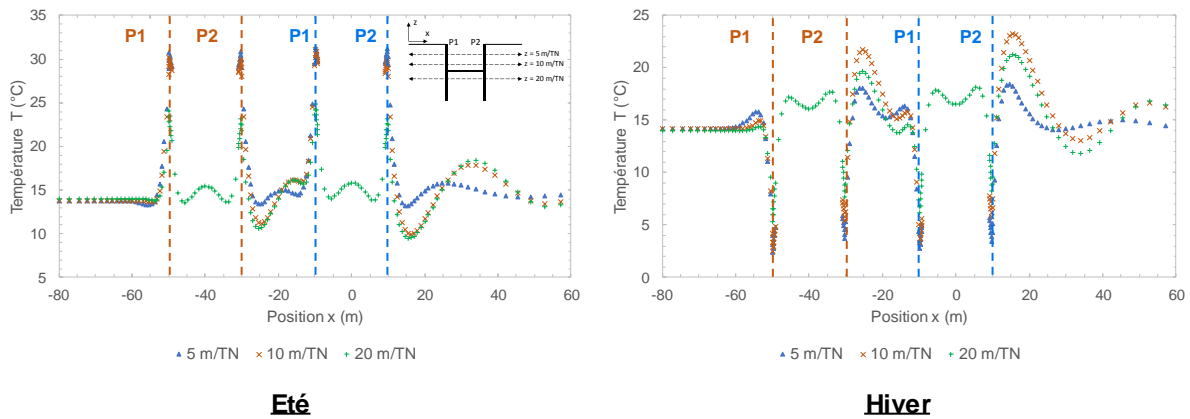 P1 P2 P1 P2
z
x
P1 P2
z = 5 m/TN
z = 10 m/TN
z = 20 m/TN
35
30
25
20
15
10
5
Température T (°C)
-80 -60 -40 -20 0 20 40 60
Position x (m)
5 m/TN 10 m/TN 20 m/TN
Eté
P1 P2 P1 P2
25
20
15
10
5
0
Température T (°C)
-80 -60 -40 -20 0 20 40 60
Position x (m)
5 m/TN 10 m/TN 20 m/TN
Hiver